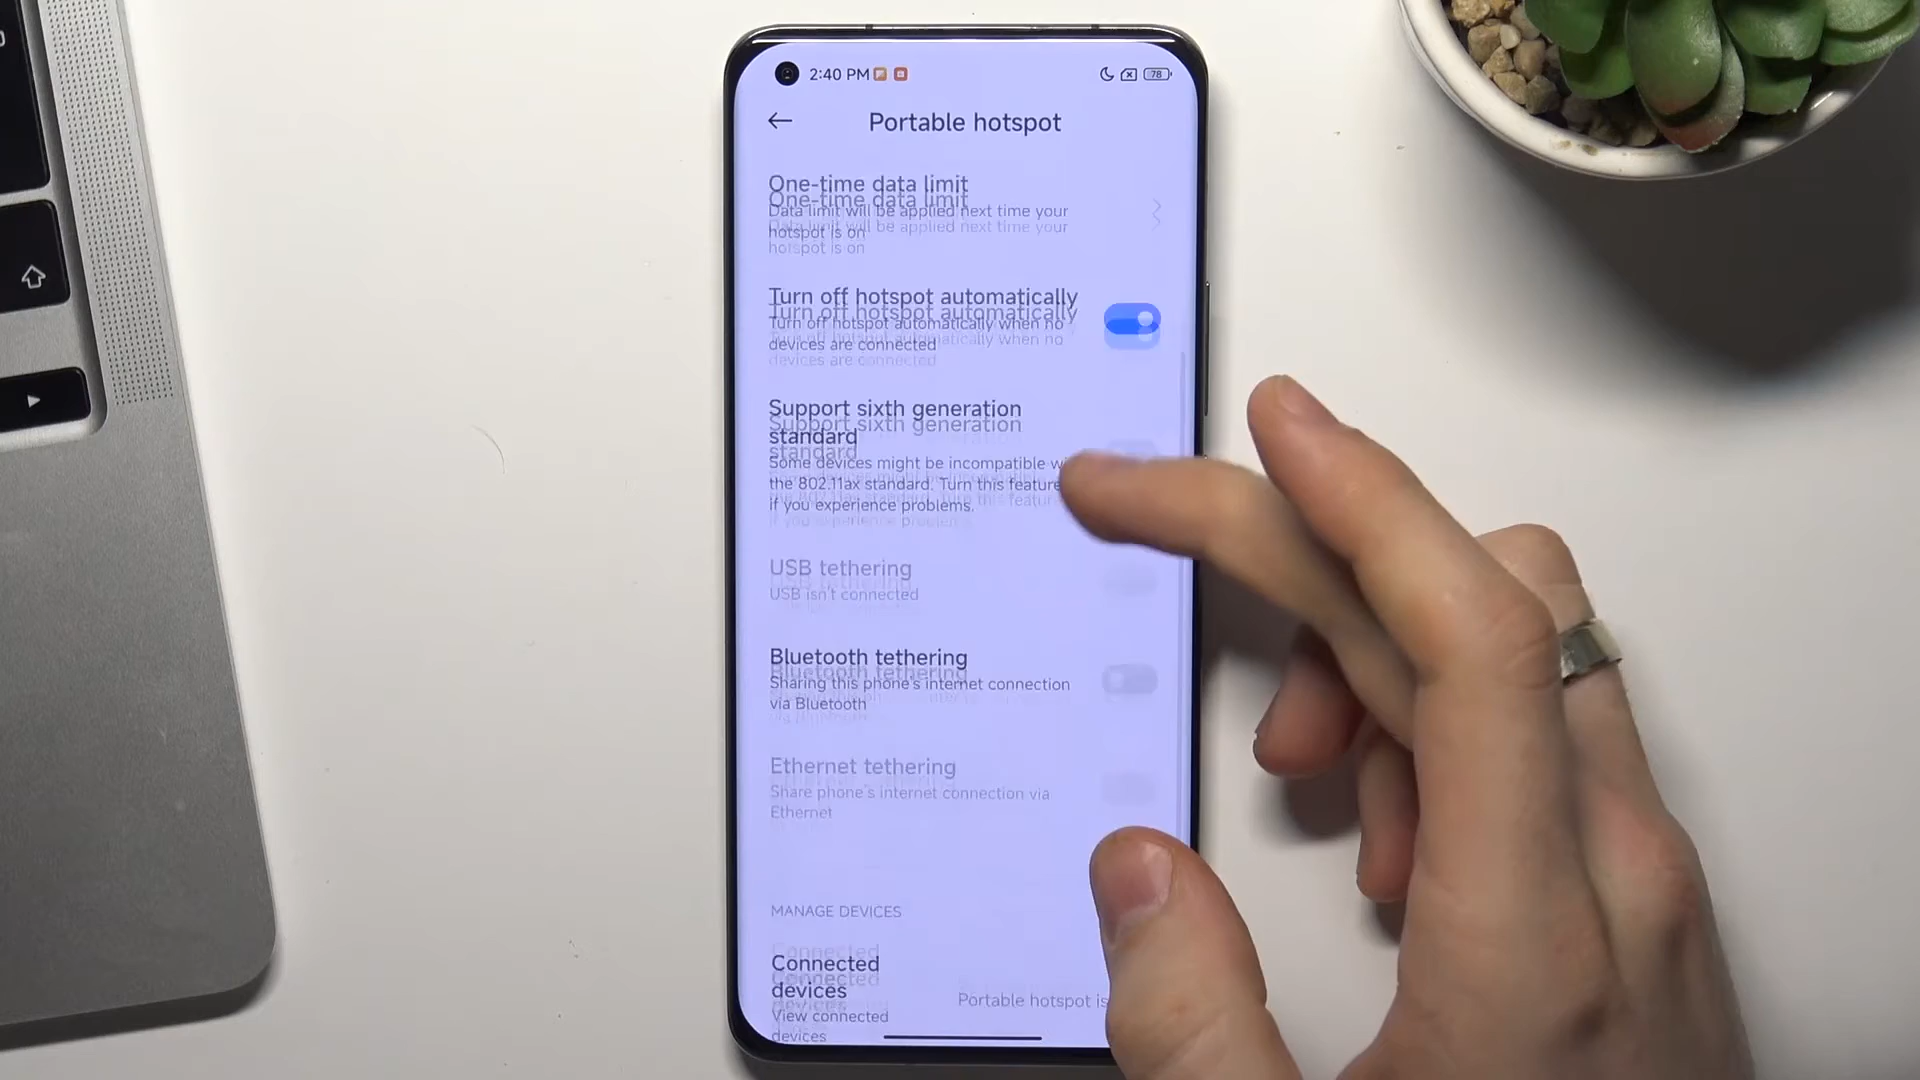 2:40 PM
78
Portable hotspot
One-time data limit
Data limit will be applied next time your
hotspot is on
Turn off hotspot automatically
Turn off hotspot automatically when no
devices are connected
Support sixth generation
standard
Some devices might be incompatible
the 802.11ax standard. Turn this feature
if you experience problems.
USB tethering
USB isn't connected
Bluetooth tethering
Sharing this phone's internet connection
via Bluetooth
Ethernet tethering
Share phone's internet connection via
Ethernet
MANAGE DEVICES
Connected
devices
Portable hotspot is
View connected
devices